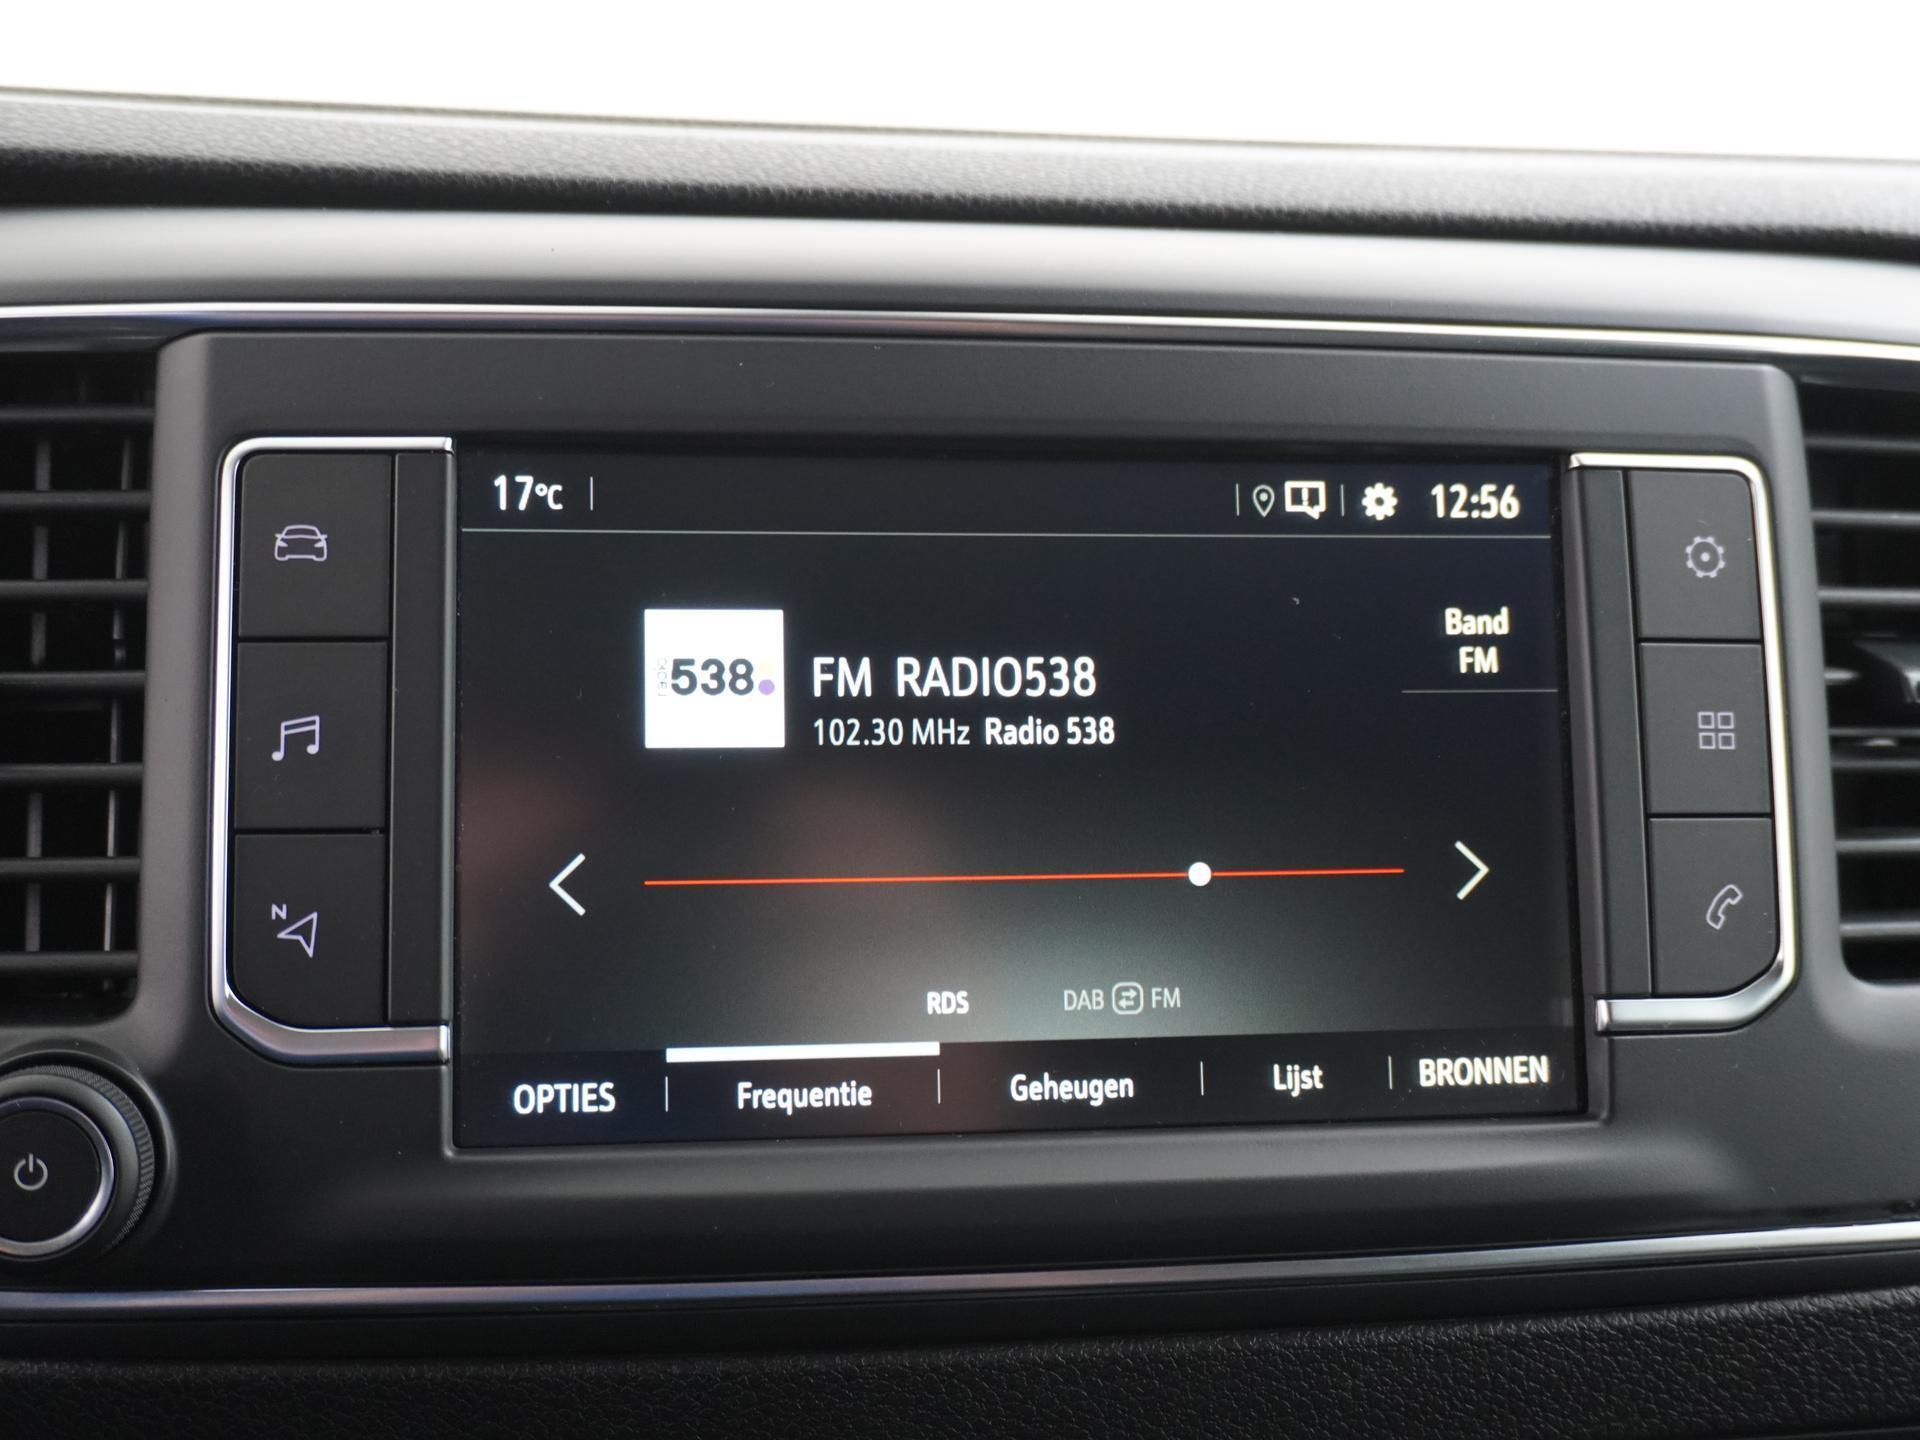 17°C
12:56
Band
FM
radio
538.
FM RADIO538
102.30 MHz Radio 538
N
RDS
DAB FM
OPTIES
Frequentie
Geheugen
Lijst
BRONNEN